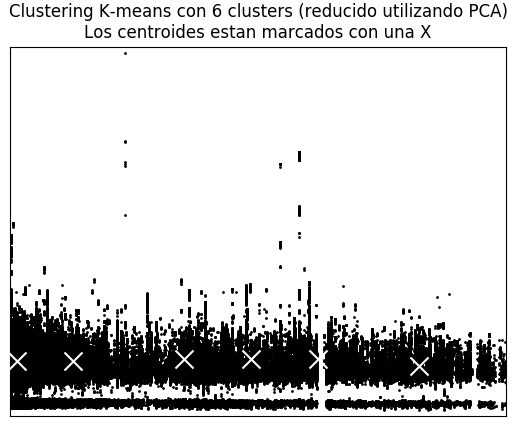 Clustering K-means con 6 clusters (reducido utilizando PCA)
Los centroides estan marcados con una X